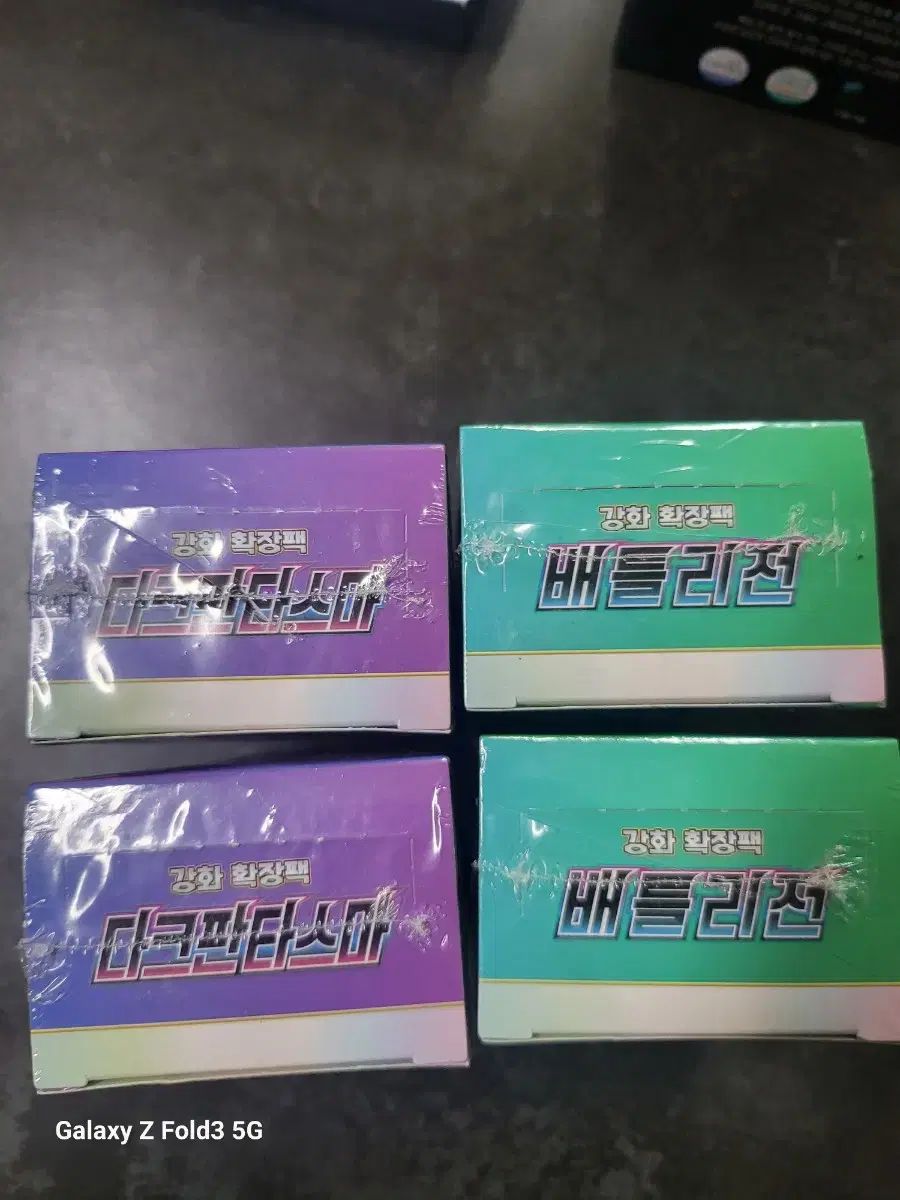 강화 확장팩
다크판타스마
강화 확장팩
배틀리전
강화 확장팩
다크판타스마
강화 확장팩
배틀리전
Galaxy Z Fold3 5G